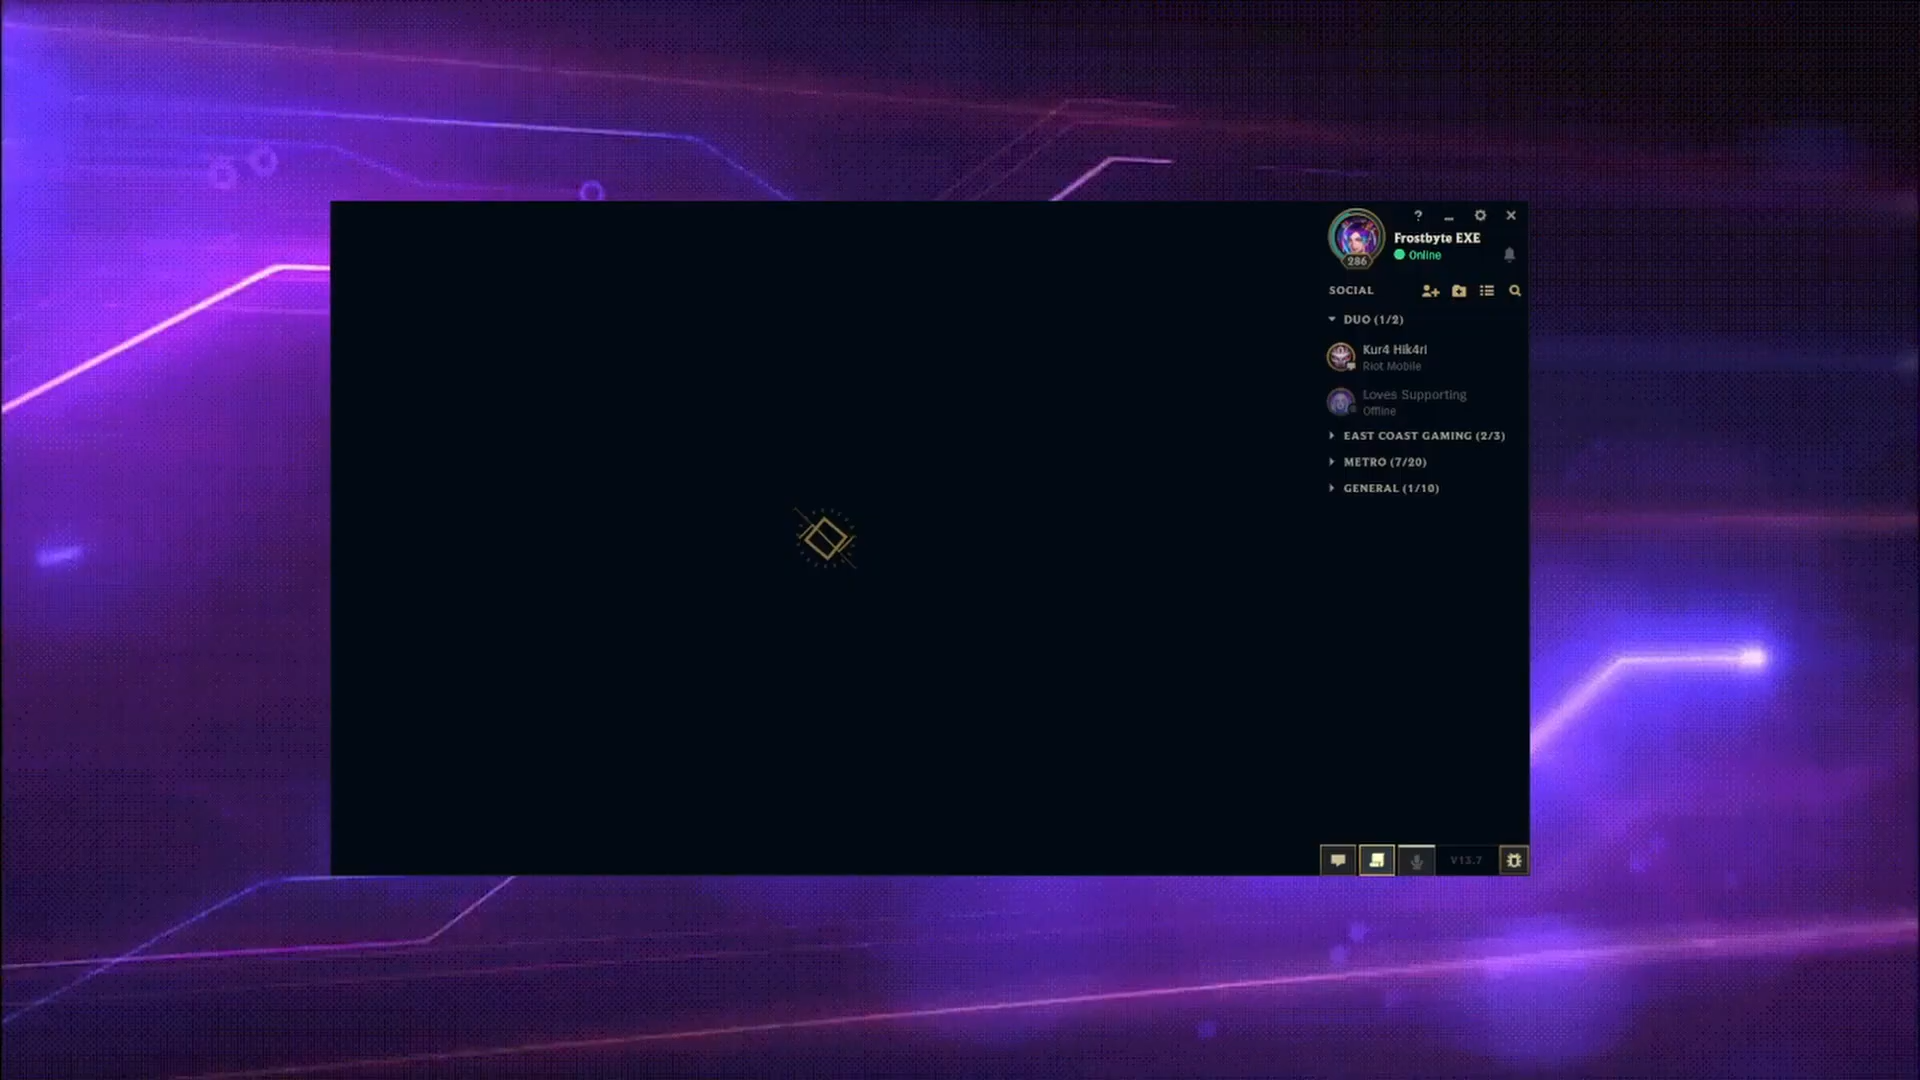 ?
Frostbyte EXE
286
Online
SOCIAL
DUO (1/2)
Kur4 Hik4ri
Riot Mobile
Loves Supporting
Offline
EAST COAST GAMING (2/3)
METRO (7/20)
GENERAL (1/10)
V13.7